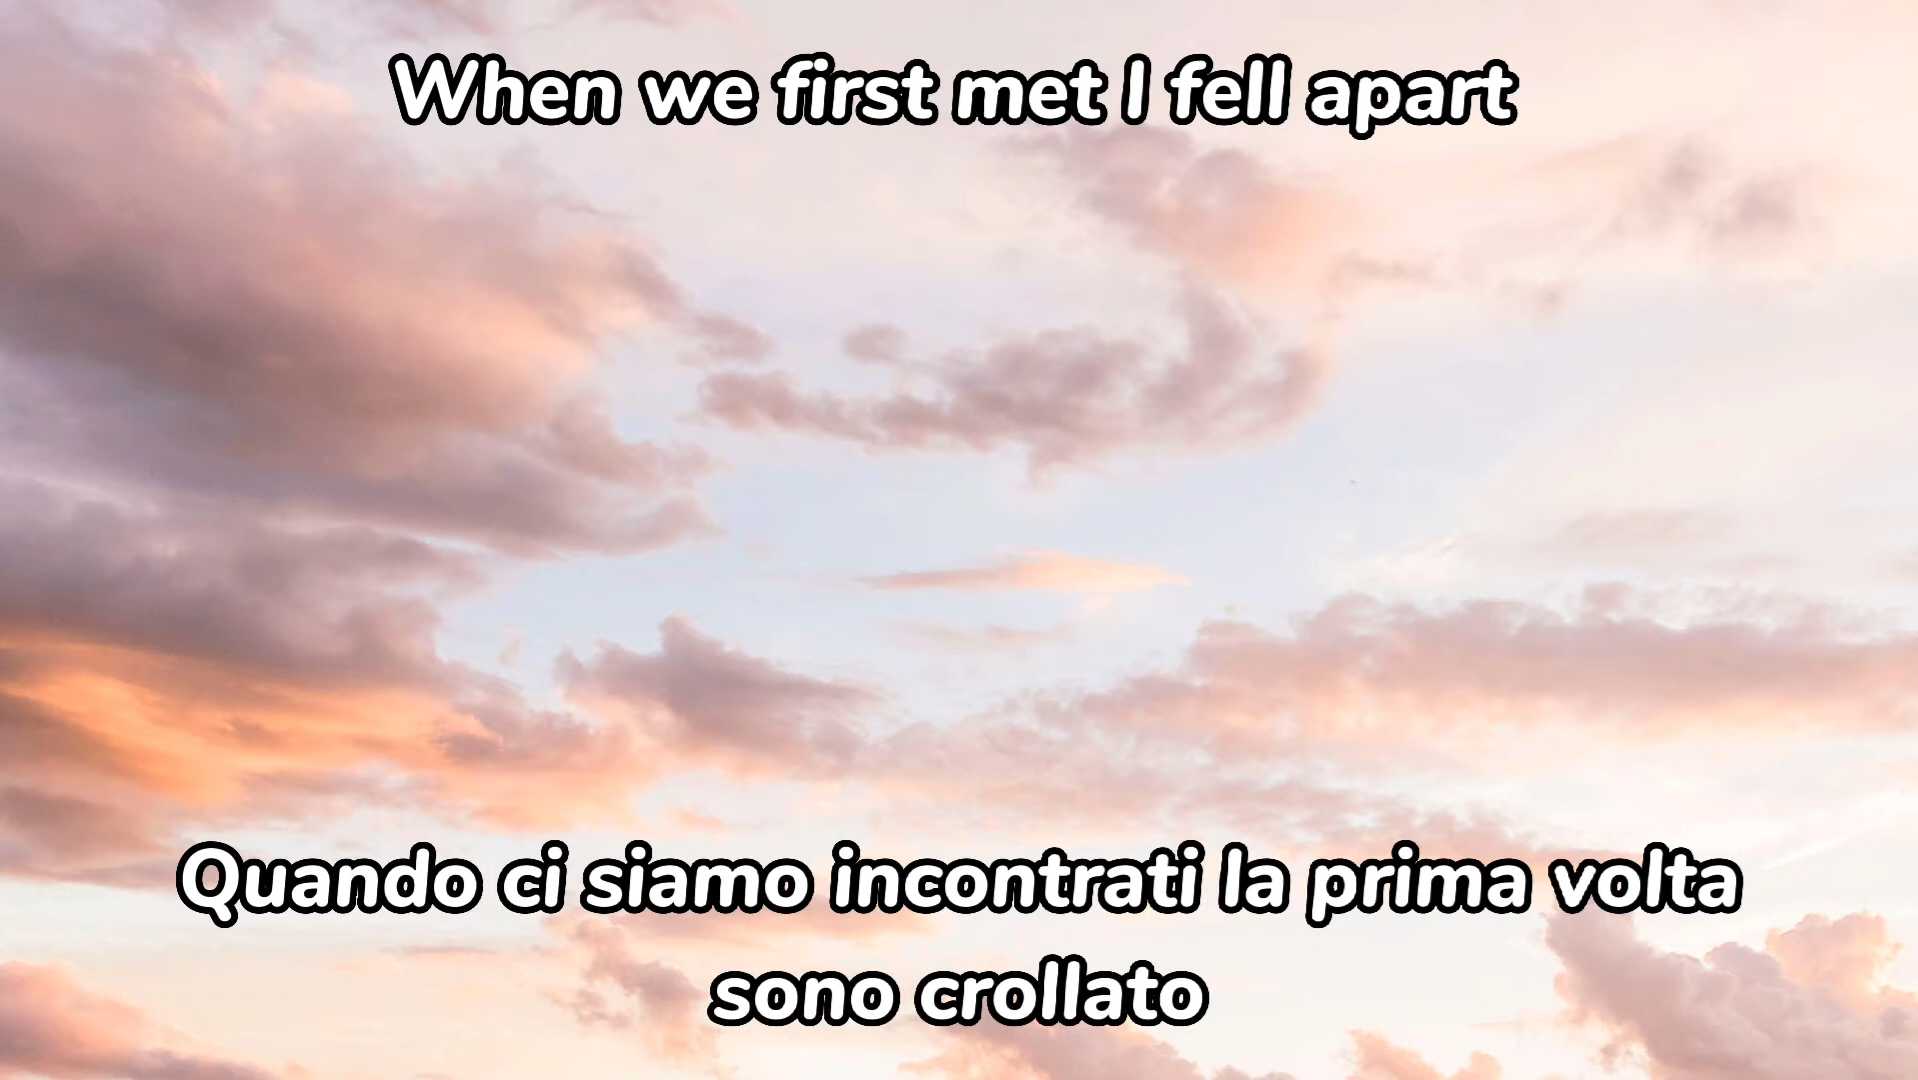 When we first met I fell apart
Quando ci siamo incontrati la prima volta
sono crollato